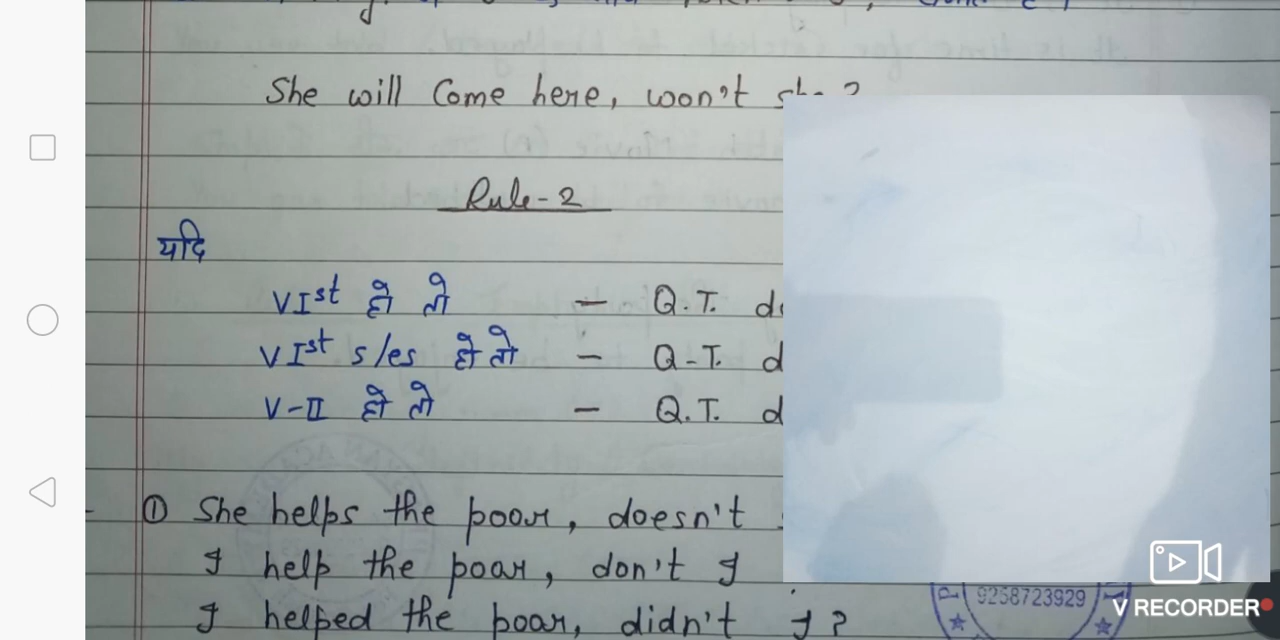 She will Come here, won't she?
Rule-2
यदि
VIst हो तो — Q.T.
VIst s/es हो तो — Q-T.
V-II हो तो — Q.T.
① She helps the poor, doesn't
I help the poor, don't I
I helped the poor, didn't I?
9258723929
V RECORDER